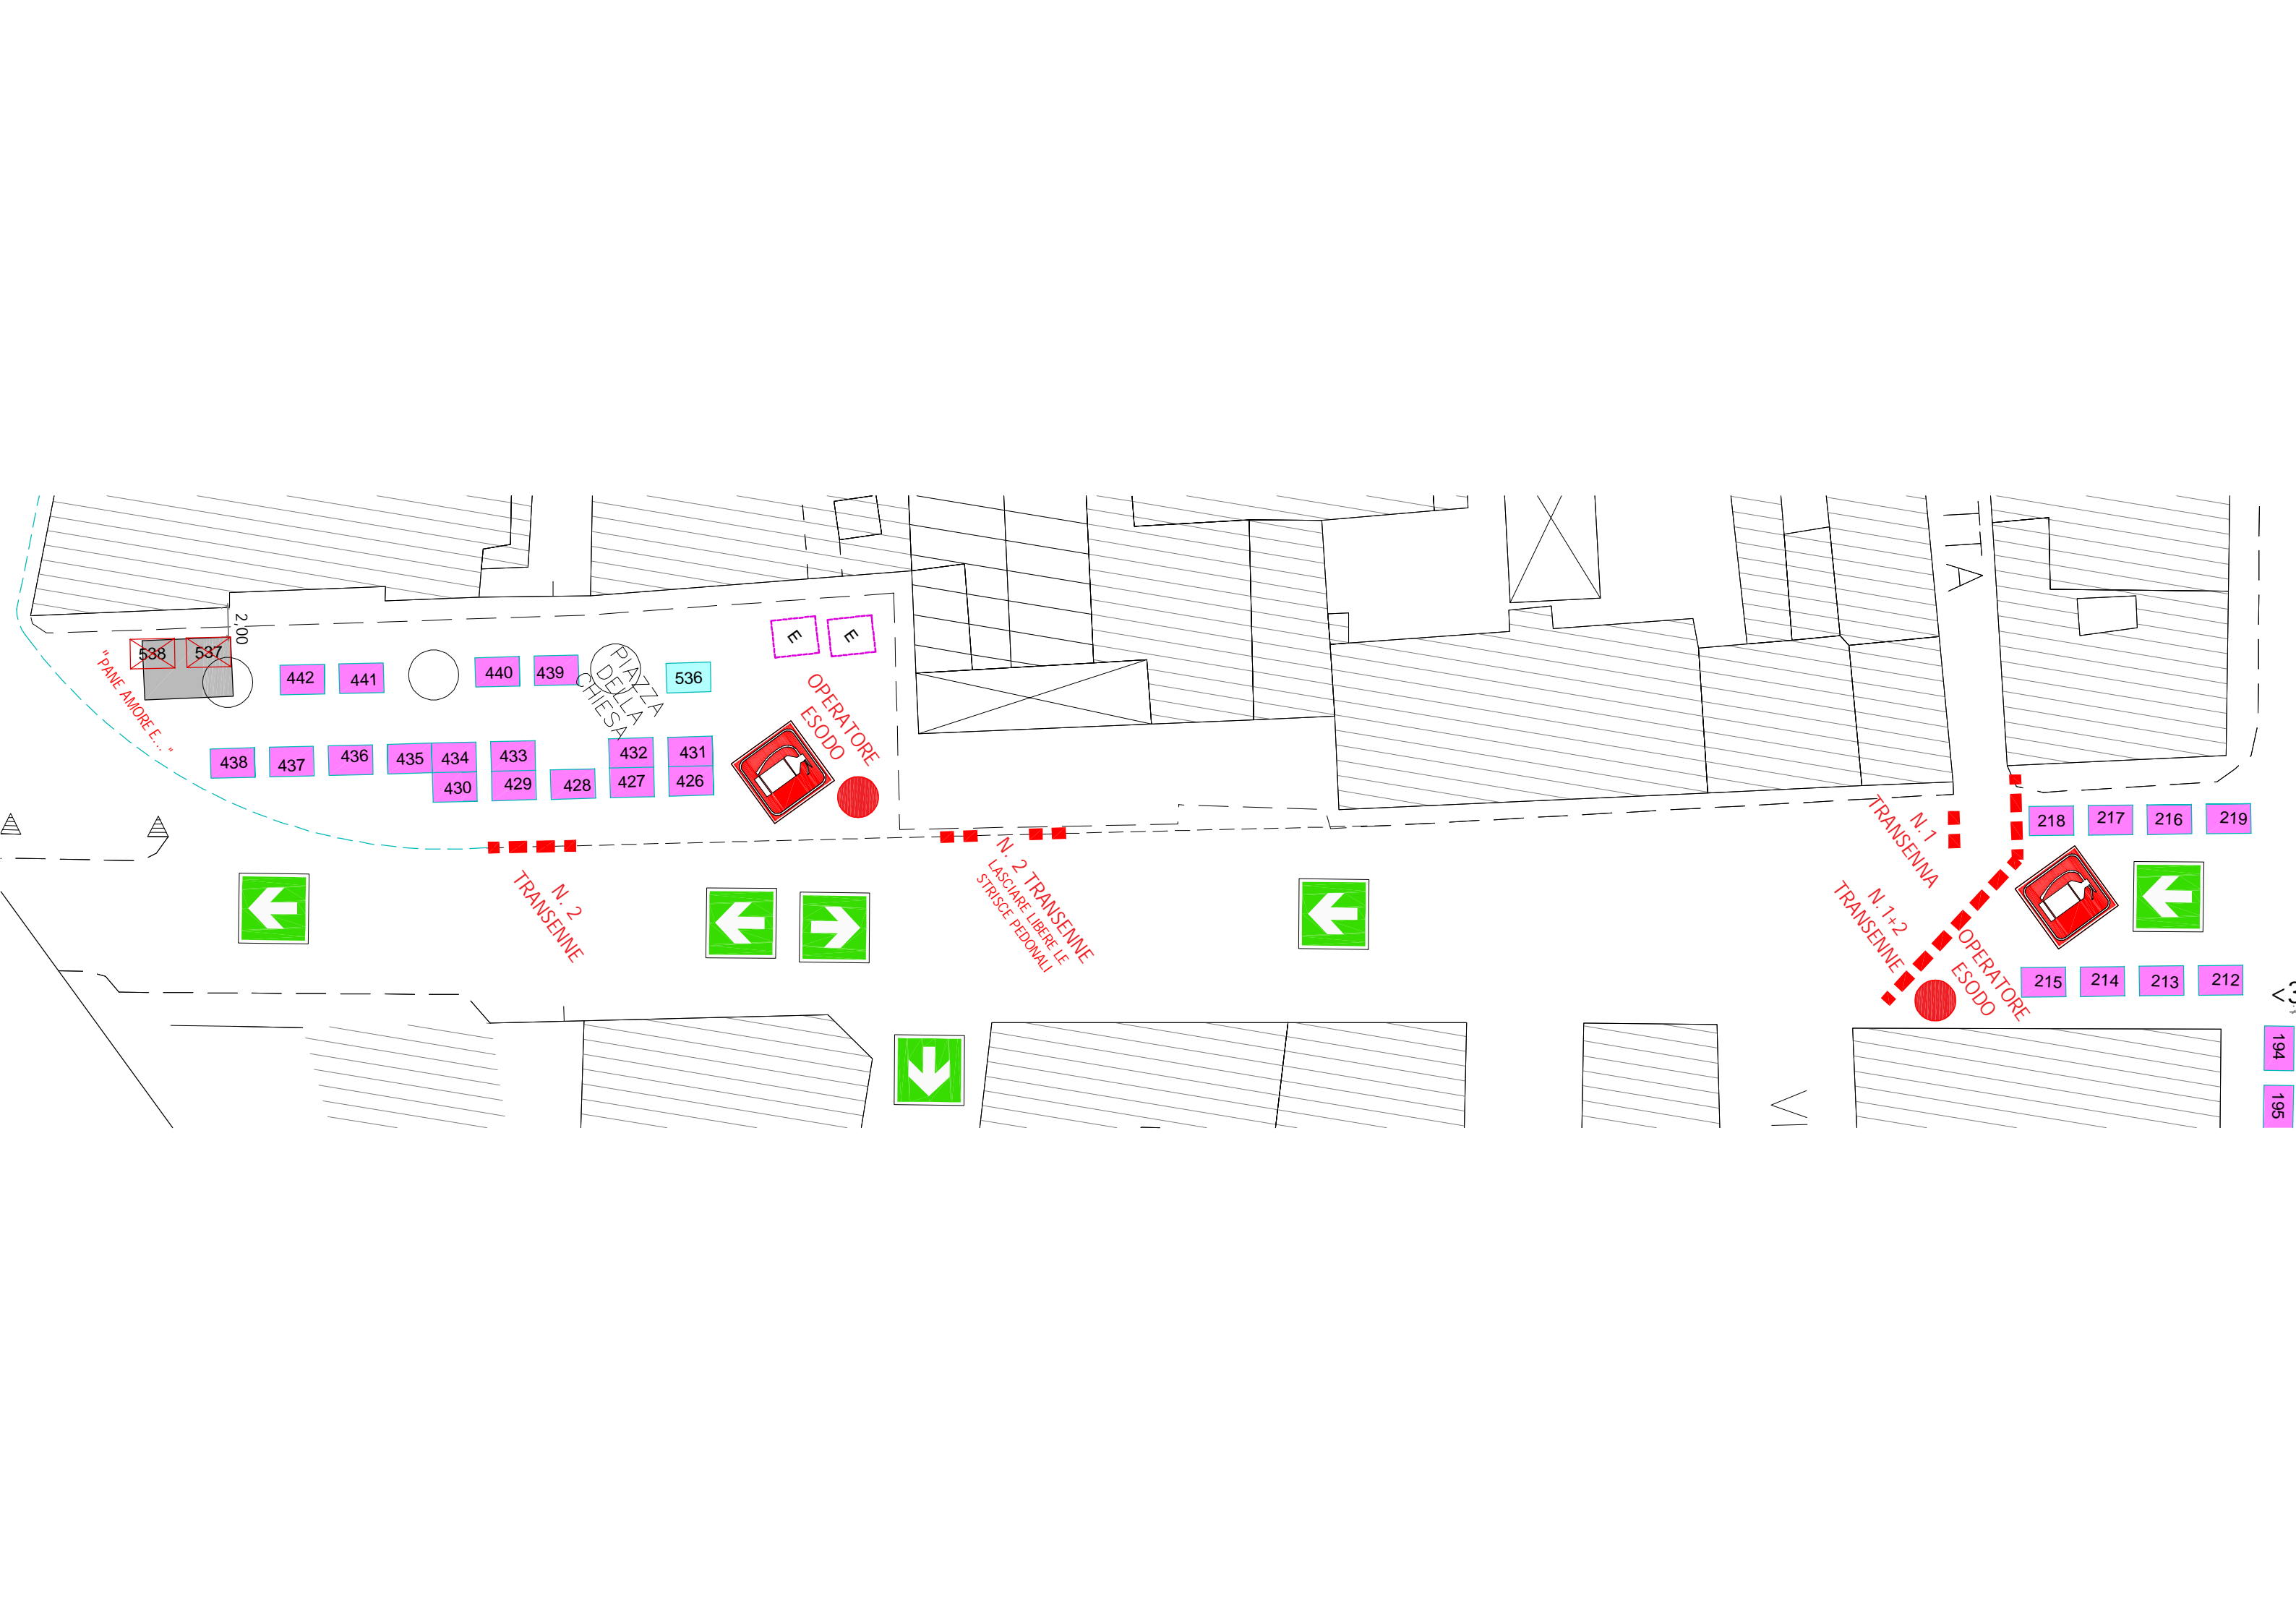 A
2,00
538
537
"PANE AMORE E... "
442
441
440
439
PIAZZA
DELLA
CHIESA
536
E
E
OPERATORE
ESODO
438
437
436
435
434
433
432
431
430
429
428
427
426
N. 2
TRANSENNE
N. 2 TRANSENNE
LASCIARE LIBERE LE
STRISCE PEDONALI
N.1
TRANSENNA
N.1+2
TRANSENNE
OPERATORE
ESODO
218
217
216
219
215
214
213
212
194
195